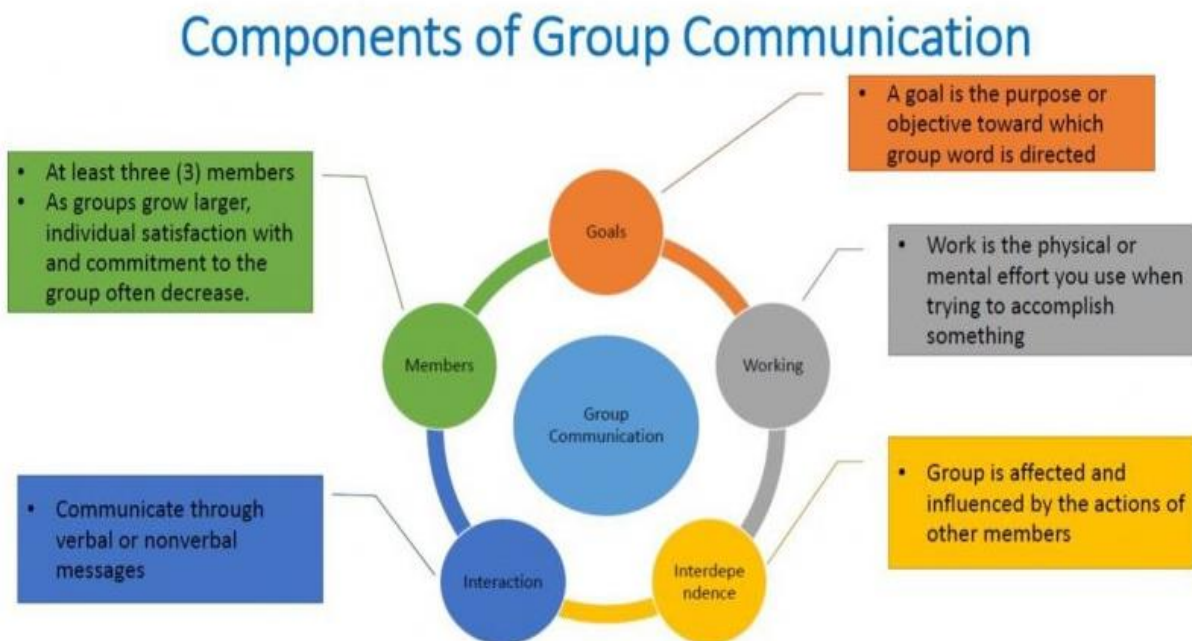 Components of Group Communication
• A goal is the purpose or
objective toward which
group word is directed
• At least three (3) members
• As groups grow larger,
individual satisfaction with
and commitment to the
group often decrease.
Goals
• Work is the physical or
mental effort you use when
trying to accomplish
something
Members
Working
Group
Communication
• Communicate through
verbal or nonverbal
messages
• Group is affected and
influenced by the actions of
other members
Interaction
Interdepe
ndence